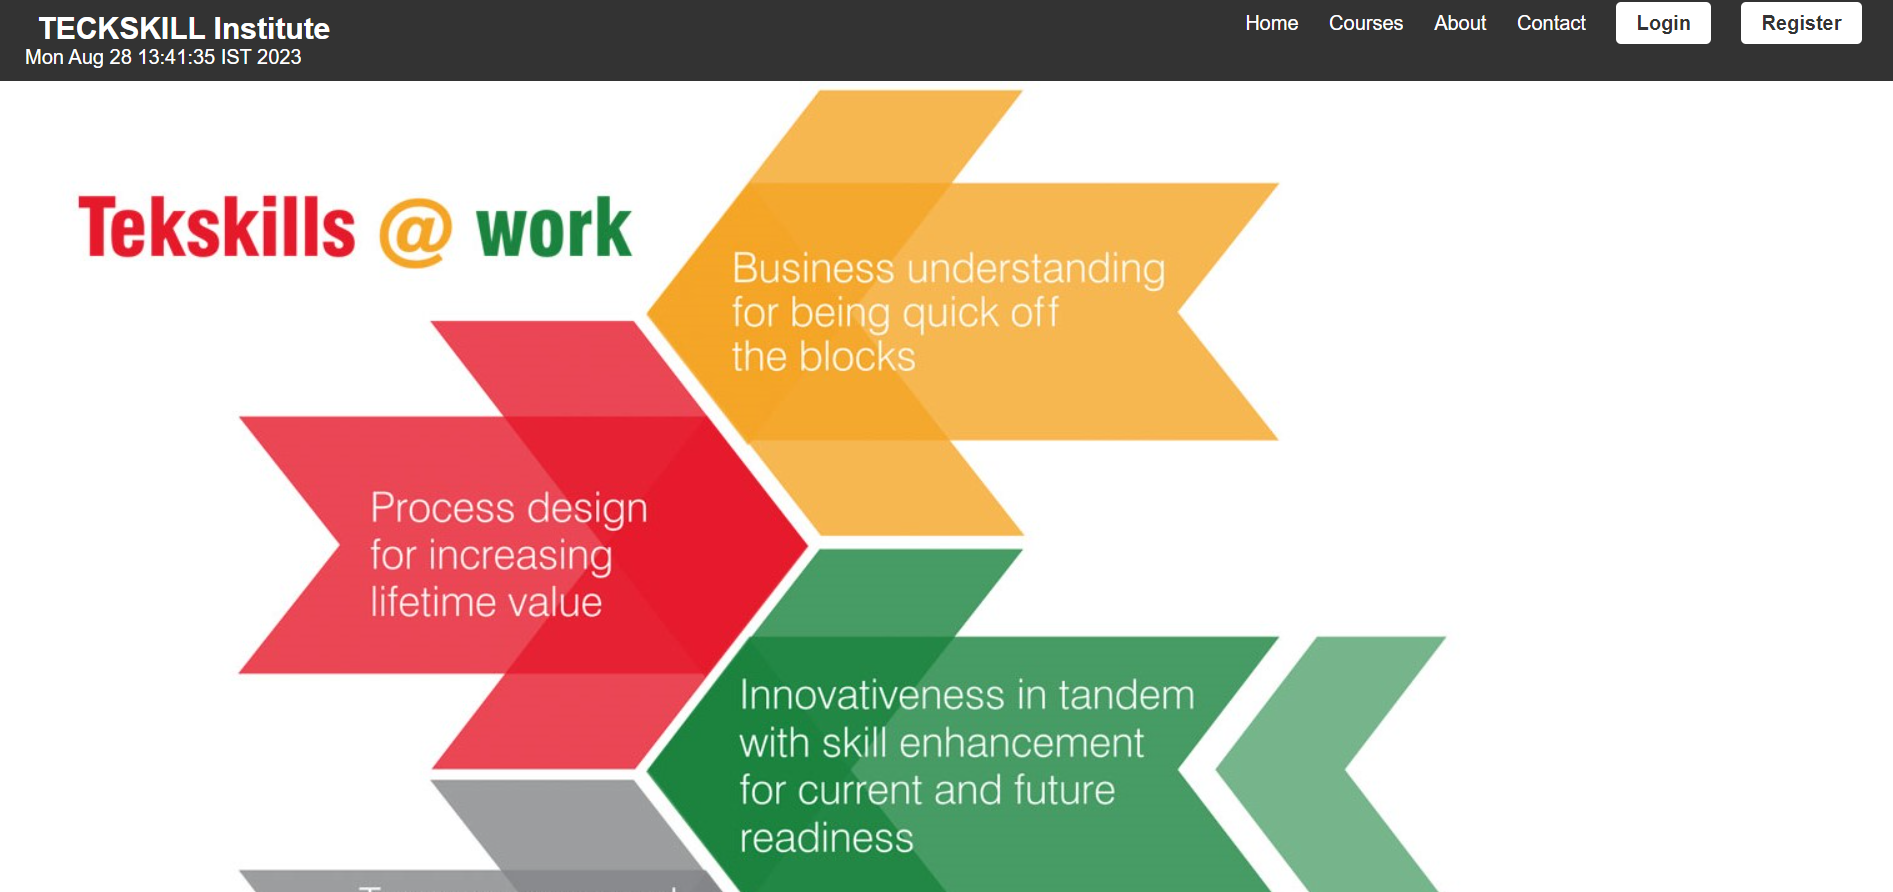 TECKSKILL Institute
Mon Aug 28 13:41:35 IST 2023
Home Courses About Contact Login Register
Tekskills @ work
Business understanding
for being quick off
the blocks
Process design
for increasing
lifetime value
Innovativeness in tandem
with skill enhancement
for current and future
readiness